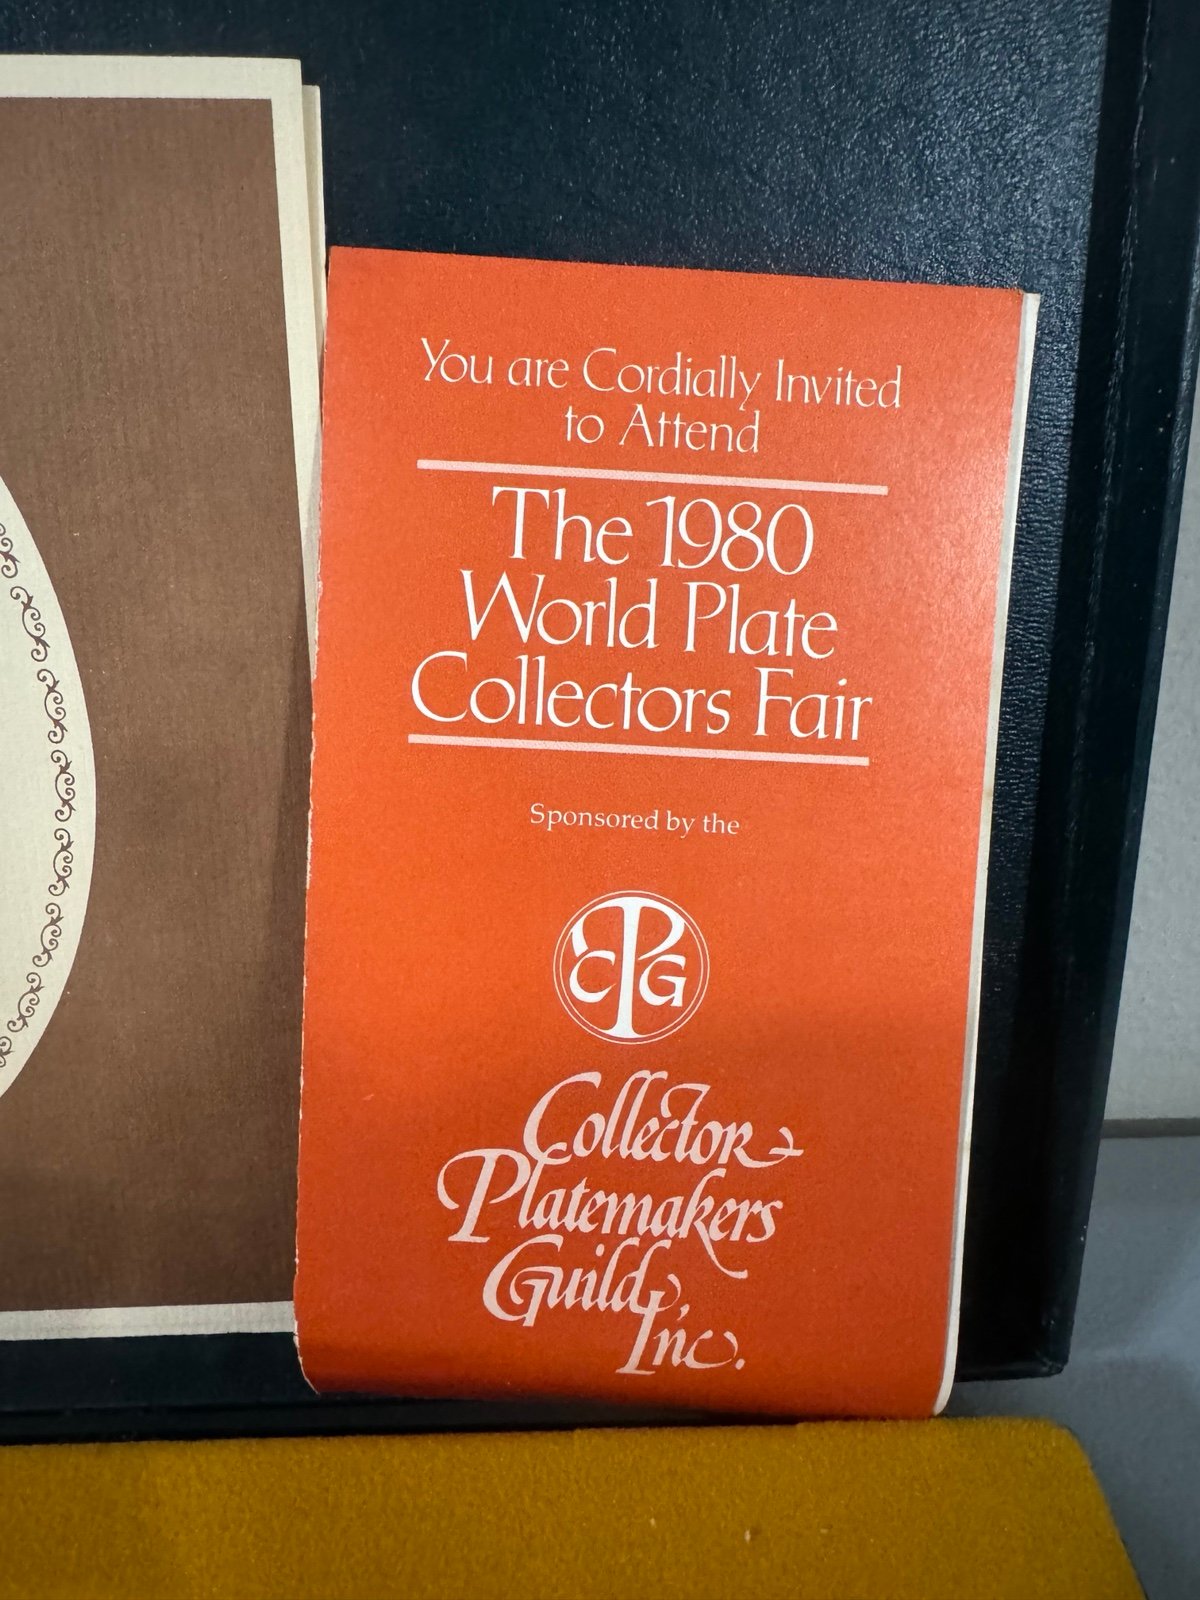 You are Cordially Invited
to Attend
The 1980
World Plate
Collectors Fair
Sponsored by the
CPG
Collector
Platemakers
Guild,
Inc.